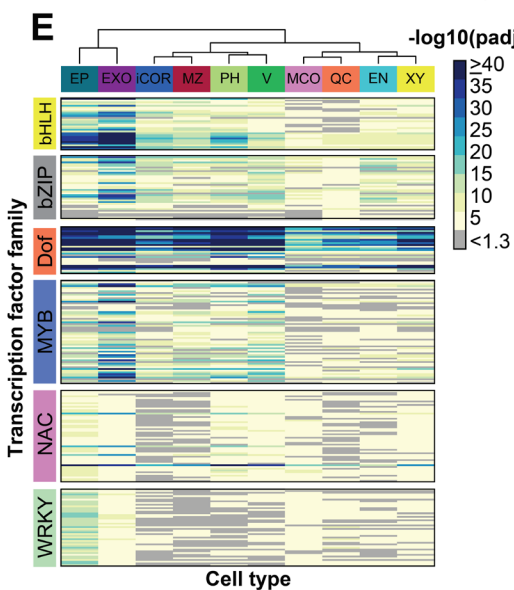 E
-log10(padj
EP EXO iCOR MZ PH V MCO QC EN XY
≥40
35
30
25
20
15
10
5
<1.3
Transcription factor family
bHLH
bZIP
Dof
MYB
NAC
WRKY
Cell type